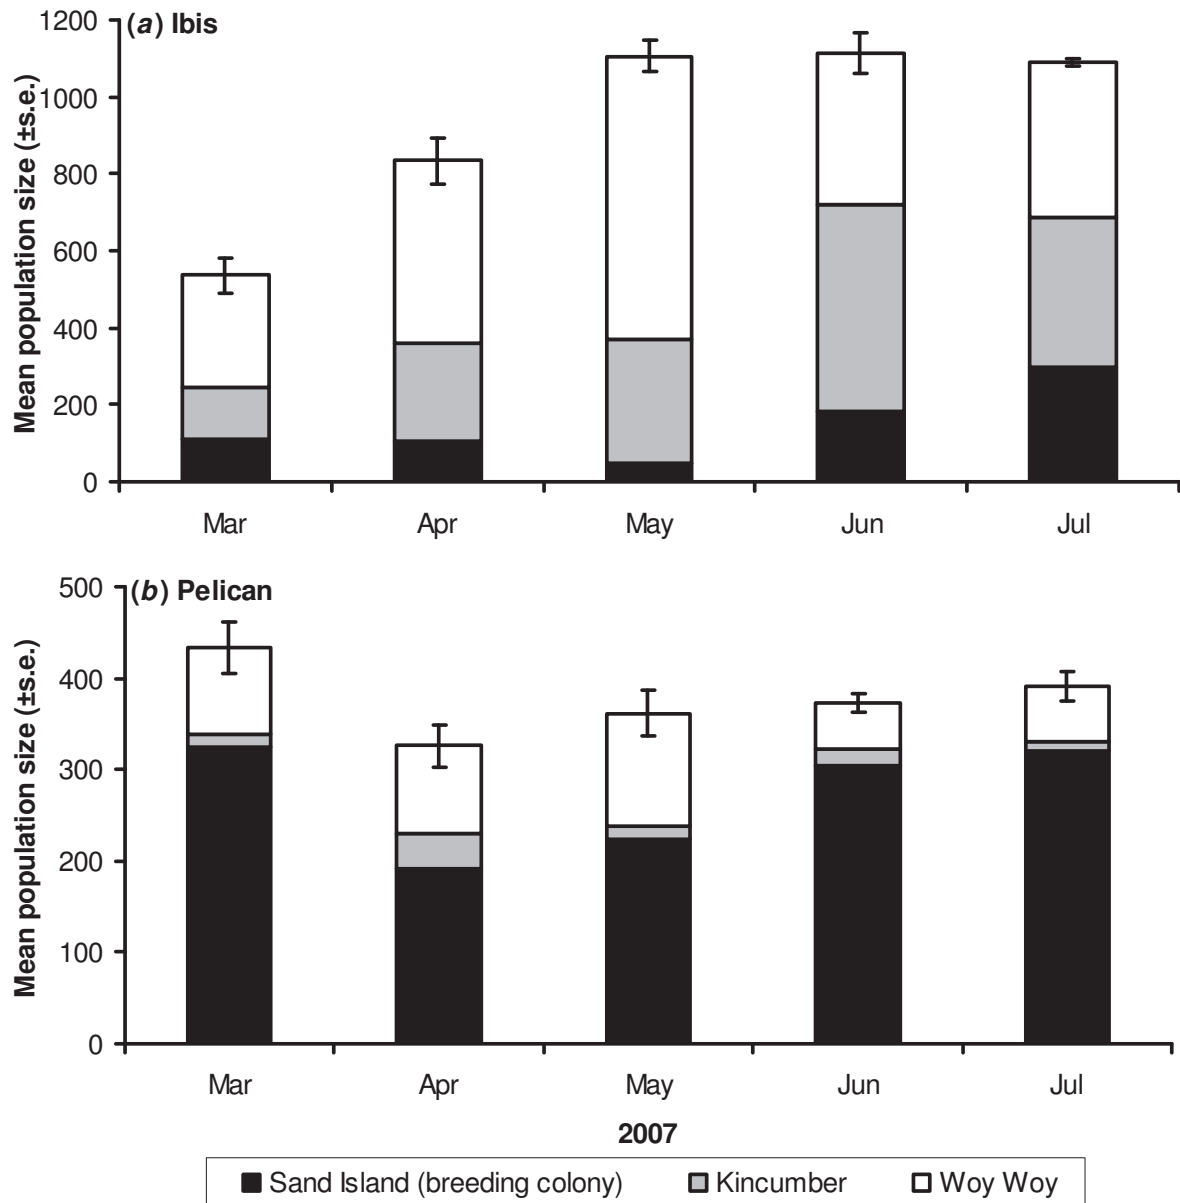 (a) Ibis
Mean population size (±s.e.)
1200
1000
800
600
400
200
0
Mar Apr May Jun Jul
(b) Pelican
Mean population size (±s.e.)
500
400
300
200
100
0
Mar Apr May Jun Jul
2007
Sand Island (breeding colony) Kincumber Woy Woy